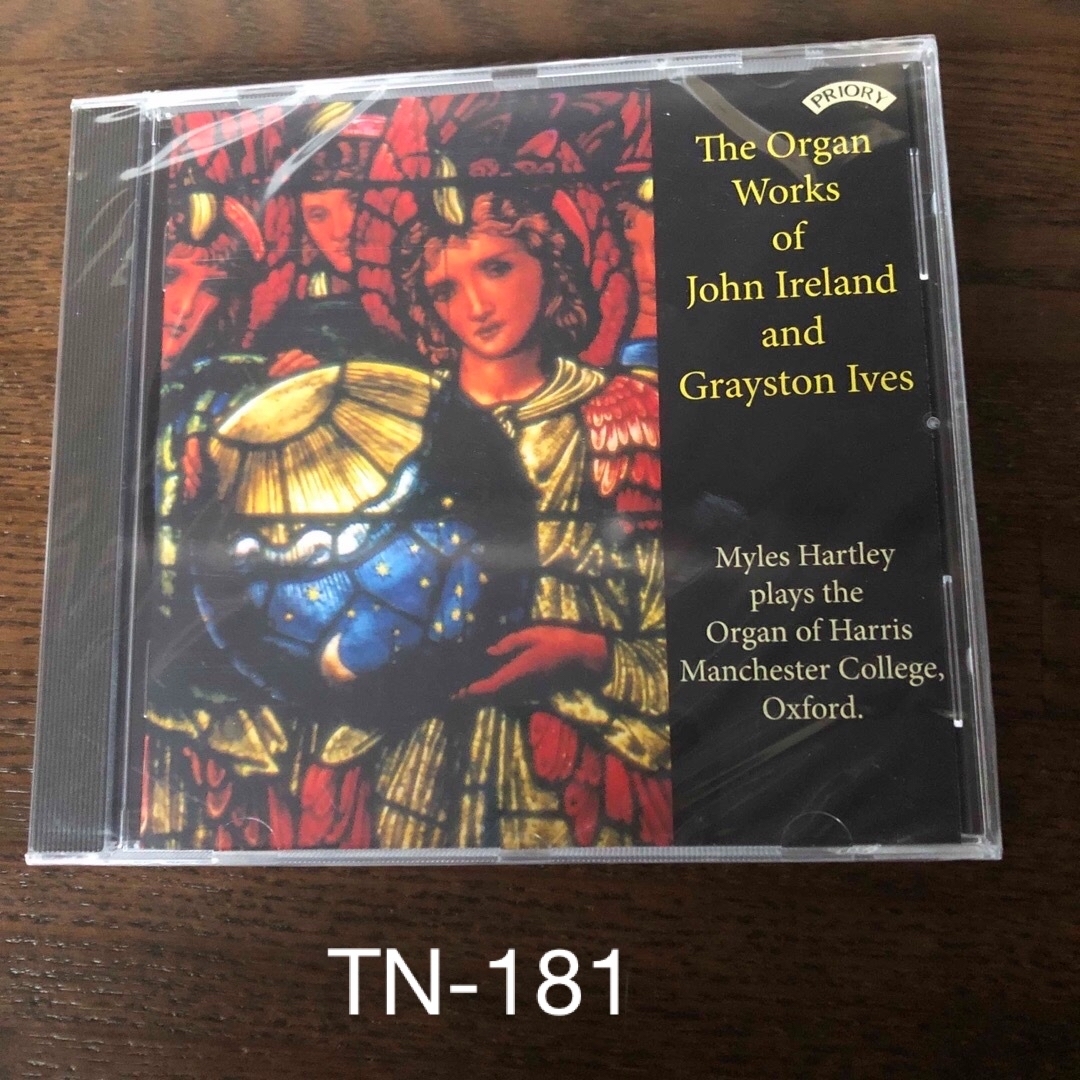 PRIORY
The Organ
Works
of
John Ireland
and
Grayston Ives
Myles Hartley
plays the
Organ of Harris
Manchester College,
Oxford.
TN-181